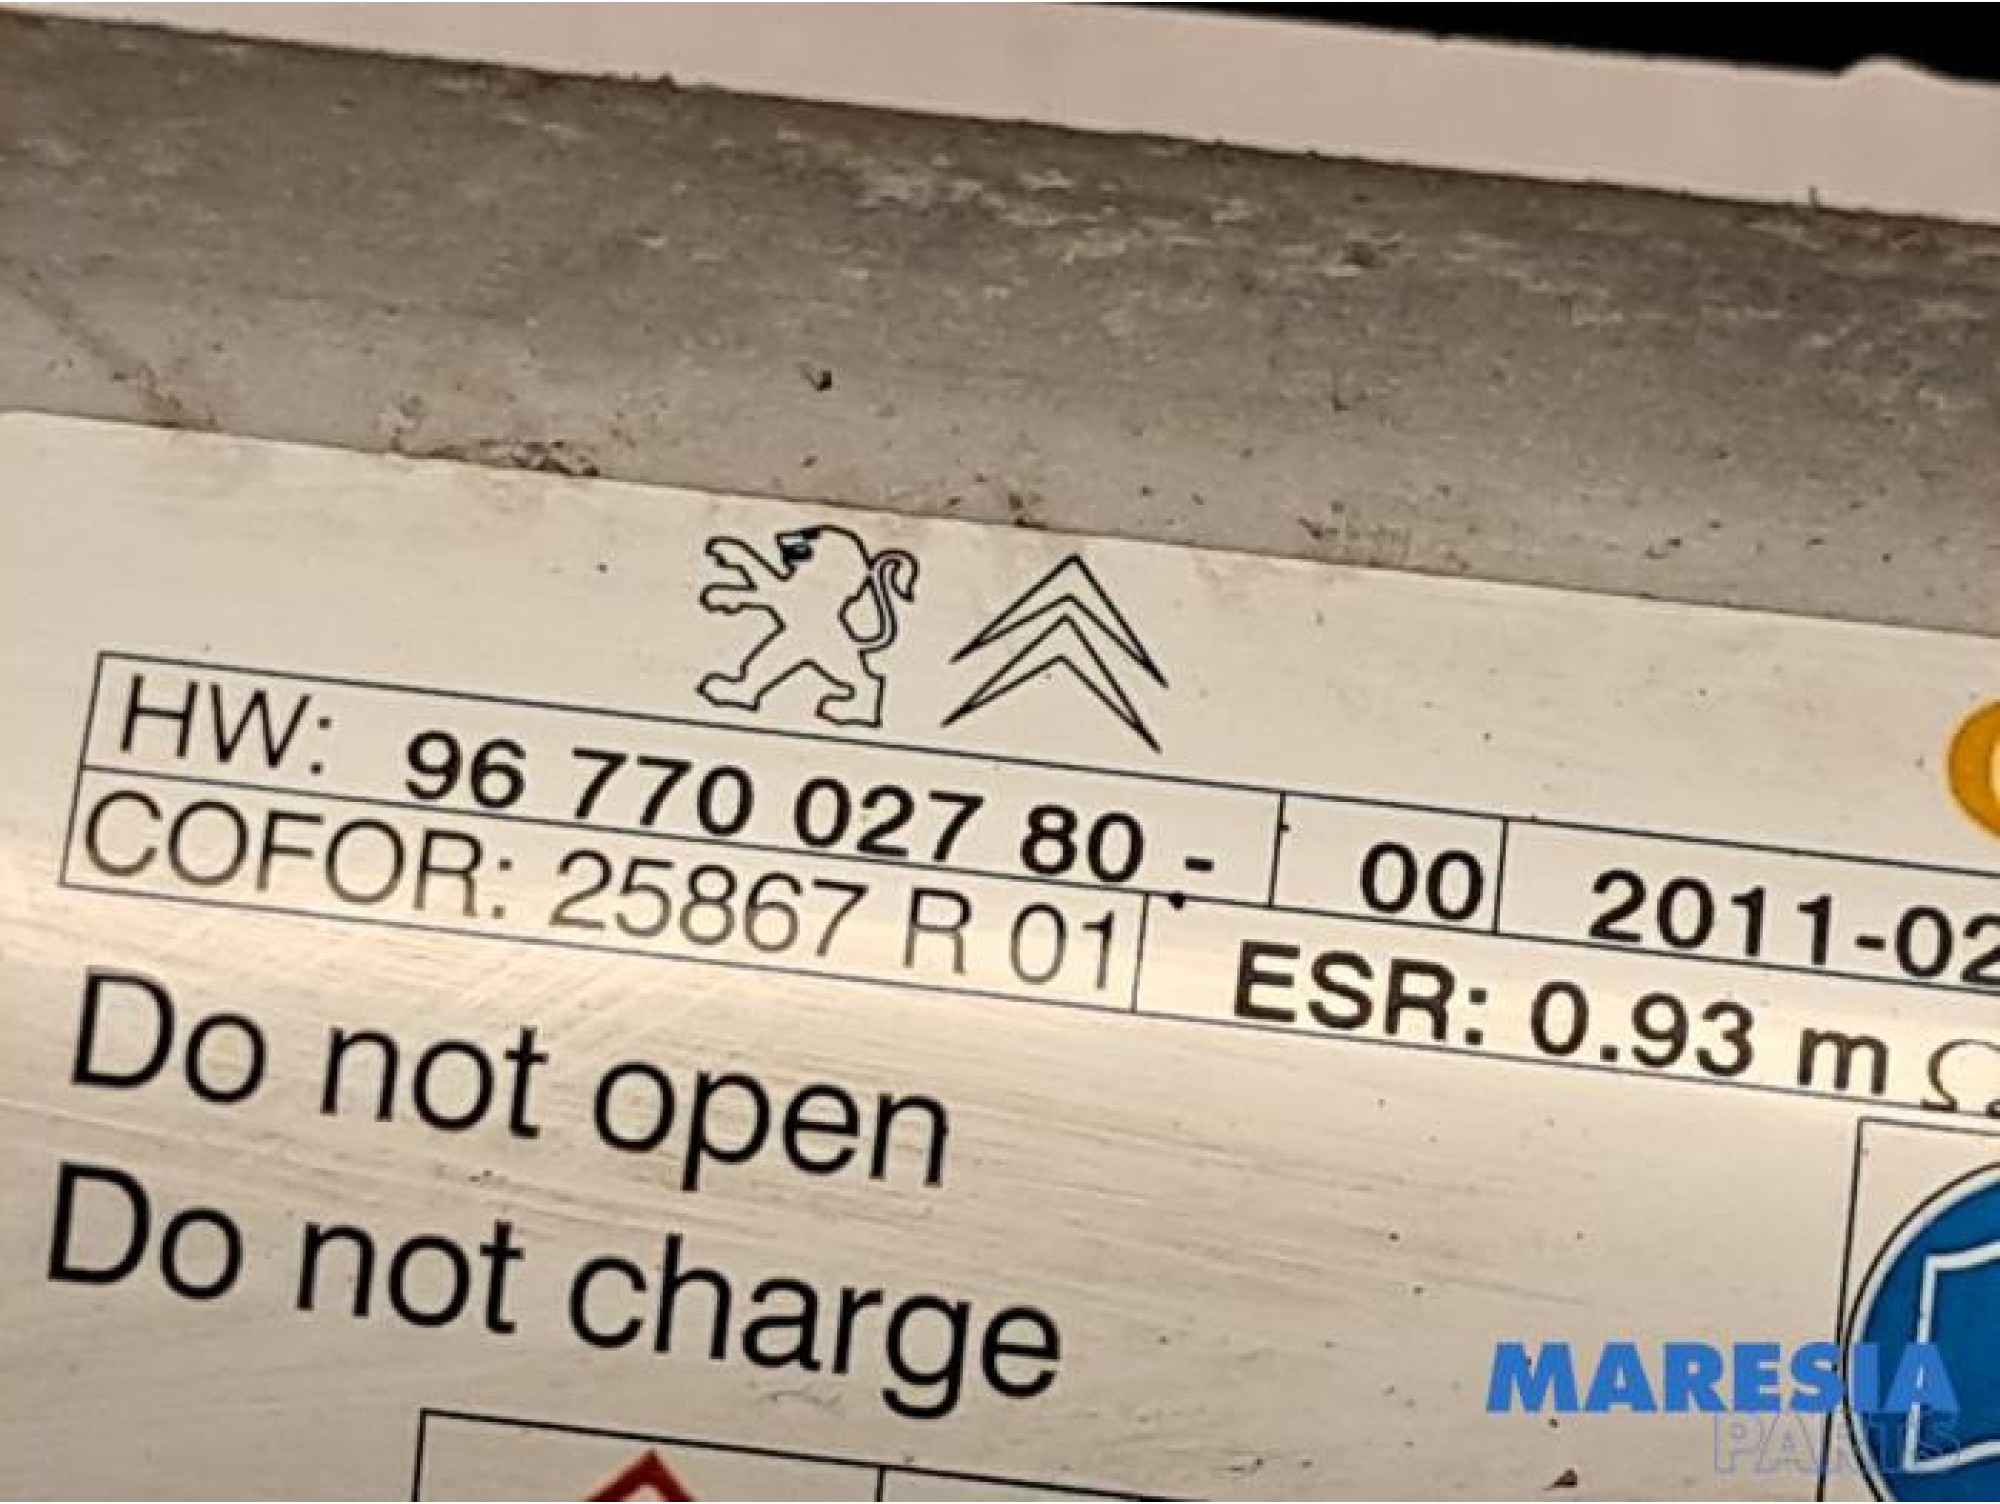 HW: 96 770 027 80 - 00 2011-02
COFOR: 25867 R 01 ESR: 0.93 m Ω
Do not open
Do not charge
MARESIA
PARTS